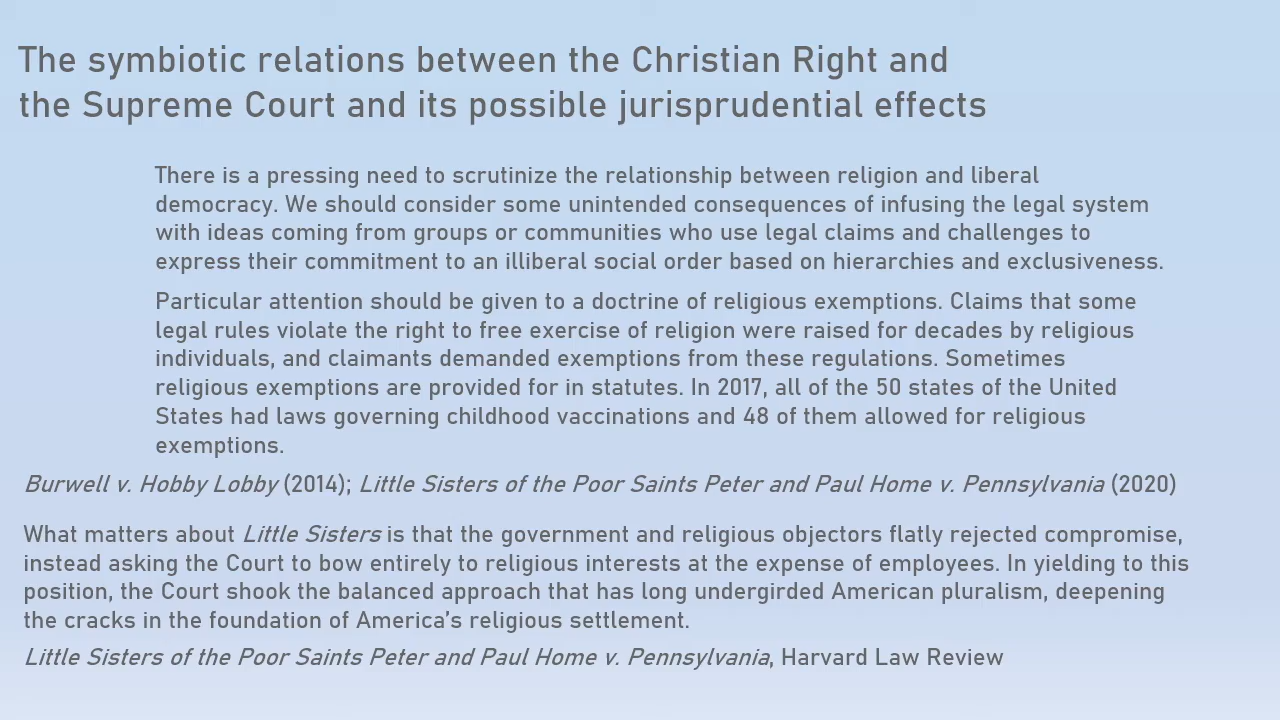 The symbiotic relations between the Christian Right and
the Supreme Court and its possible jurisprudential effects
There is a pressing need to scrutinize the relationship between religion and liberal
democracy. We should consider some unintended consequences of infusing the legal system
with ideas coming from groups or communities who use legal claims and challenges to
express their commitment to an illiberal social order based on hierarchies and exclusiveness.
Particular attention should be given to a doctrine of religious exemptions. Claims that some
legal rules violate the right to free exercise of religion were raised for decades by religious
individuals, and claimants demanded exemptions from these regulations. Sometimes
religious exemptions are provided for in statutes. In 2017, all of the 50 states of the United
States had laws governing childhood vaccinations and 48 of them allowed for religious
exemptions.
Burwell v. Hobby Lobby (2014); Little Sisters of the Poor Saints Peter and Paul Home v. Pennsylvania (2020)
What matters about Little Sisters is that the government and religious objectors flatly rejected compromise,
instead asking the Court to bow entirely to religious interests at the expense of employees. In yielding to this
position, the Court shook the balanced approach that has long undergirded American pluralism, deepening
the cracks in the foundation of America's religious settlement.
Little Sisters of the Poor Saints Peter and Paul Home v. Pennsylvania, Harvard Law Review